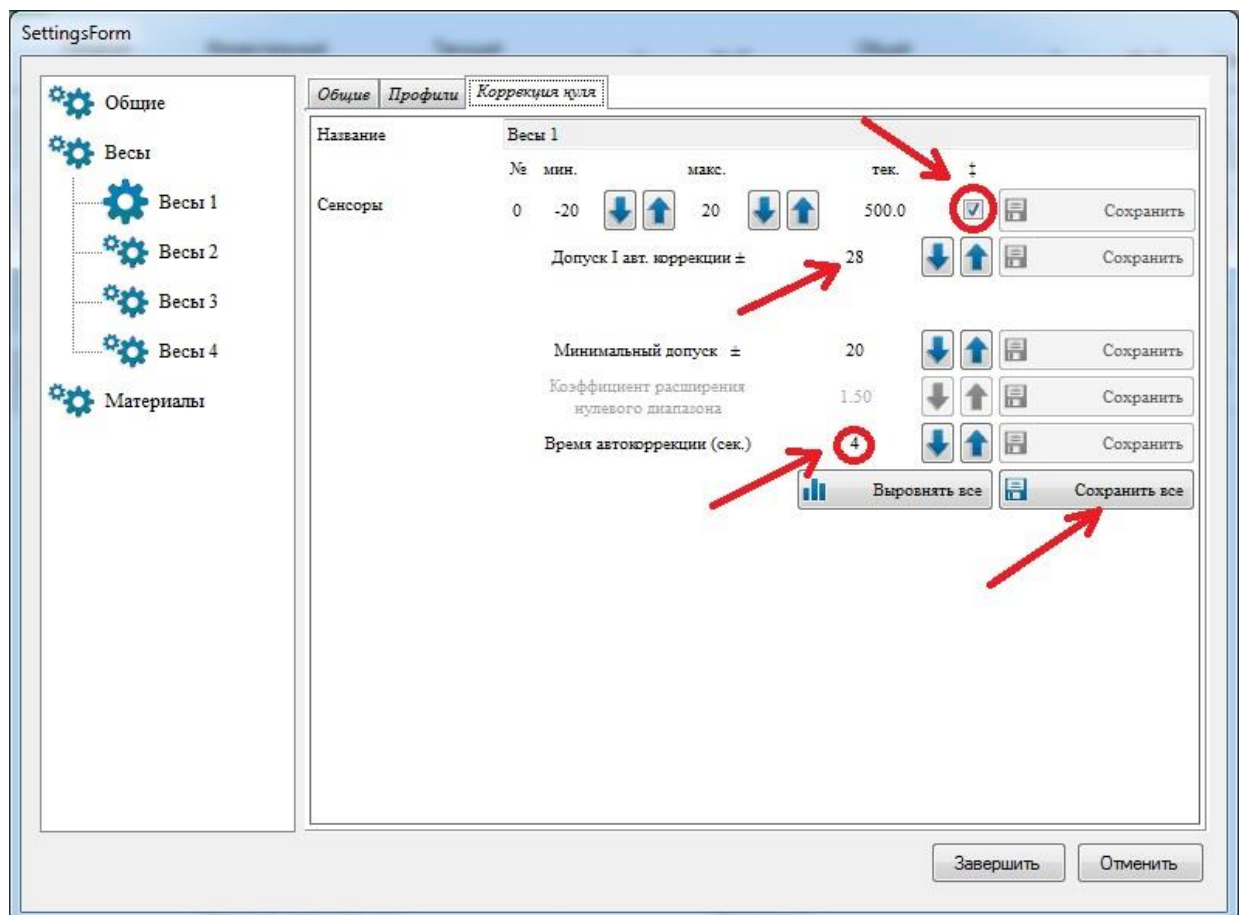 SettingsForm
Общие
Весы
Весы 1
Весы 2
Весы 3
Весы 4
Материалы
Общие Профили Коррекция нуля
Название Весы 1
№ мин. макс. тек. ‡
Сенсоры 0 -20 20 500.0 Сохранить
Допуск I авт. коррекции ± 28 Сохранить
Минимальный допуск ± 20 Сохранить
Коэффициент расширения
нулевого диапазона 1.50 Сохранить
Время автокоррекции (сек.) 4 Сохранить
Выровнять все Сохранить все
Завершить Отменить